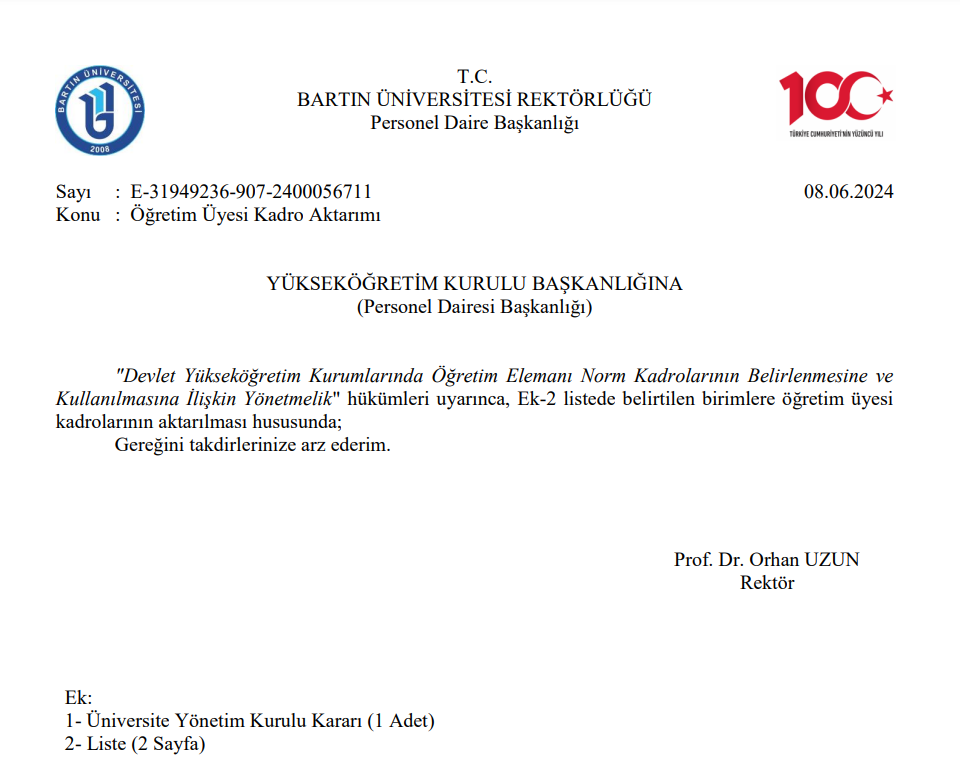 BARTIN ÜNİVERSİTESİ
2008
T.C.
BARTIN ÜNİVERSİTESİ REKTÖRLÜĞÜ
Personel Daire Başkanlığı
100
TÜRKİYE CUMHURİYETİ'NİN YÜZÜNCÜ YILI
Sayı : E-31949236-907-2400056711 08.06.2024
Konu : Öğretim Üyesi Kadro Aktarımı
YÜKSEKÖĞRETİM KURULU BAŞKANLIĞINA
(Personel Dairesi Başkanlığı)
"Devlet Yükseköğretim Kurumlarında Öğretim Elemanı Norm Kadrolarının Belirlenmesine ve
Kullanılmasına İlişkin Yönetmelik" hükümleri uyarınca, Ek-2 listede belirtilen birimlere öğretim üyesi
kadrolarının aktarılması hususunda;
Gereğini takdirlerinize arz ederim.
Prof. Dr. Orhan UZUN
Rektör
Ek:
1- Üniversite Yönetim Kurulu Kararı (1 Adet)
2- Liste (2 Sayfa)